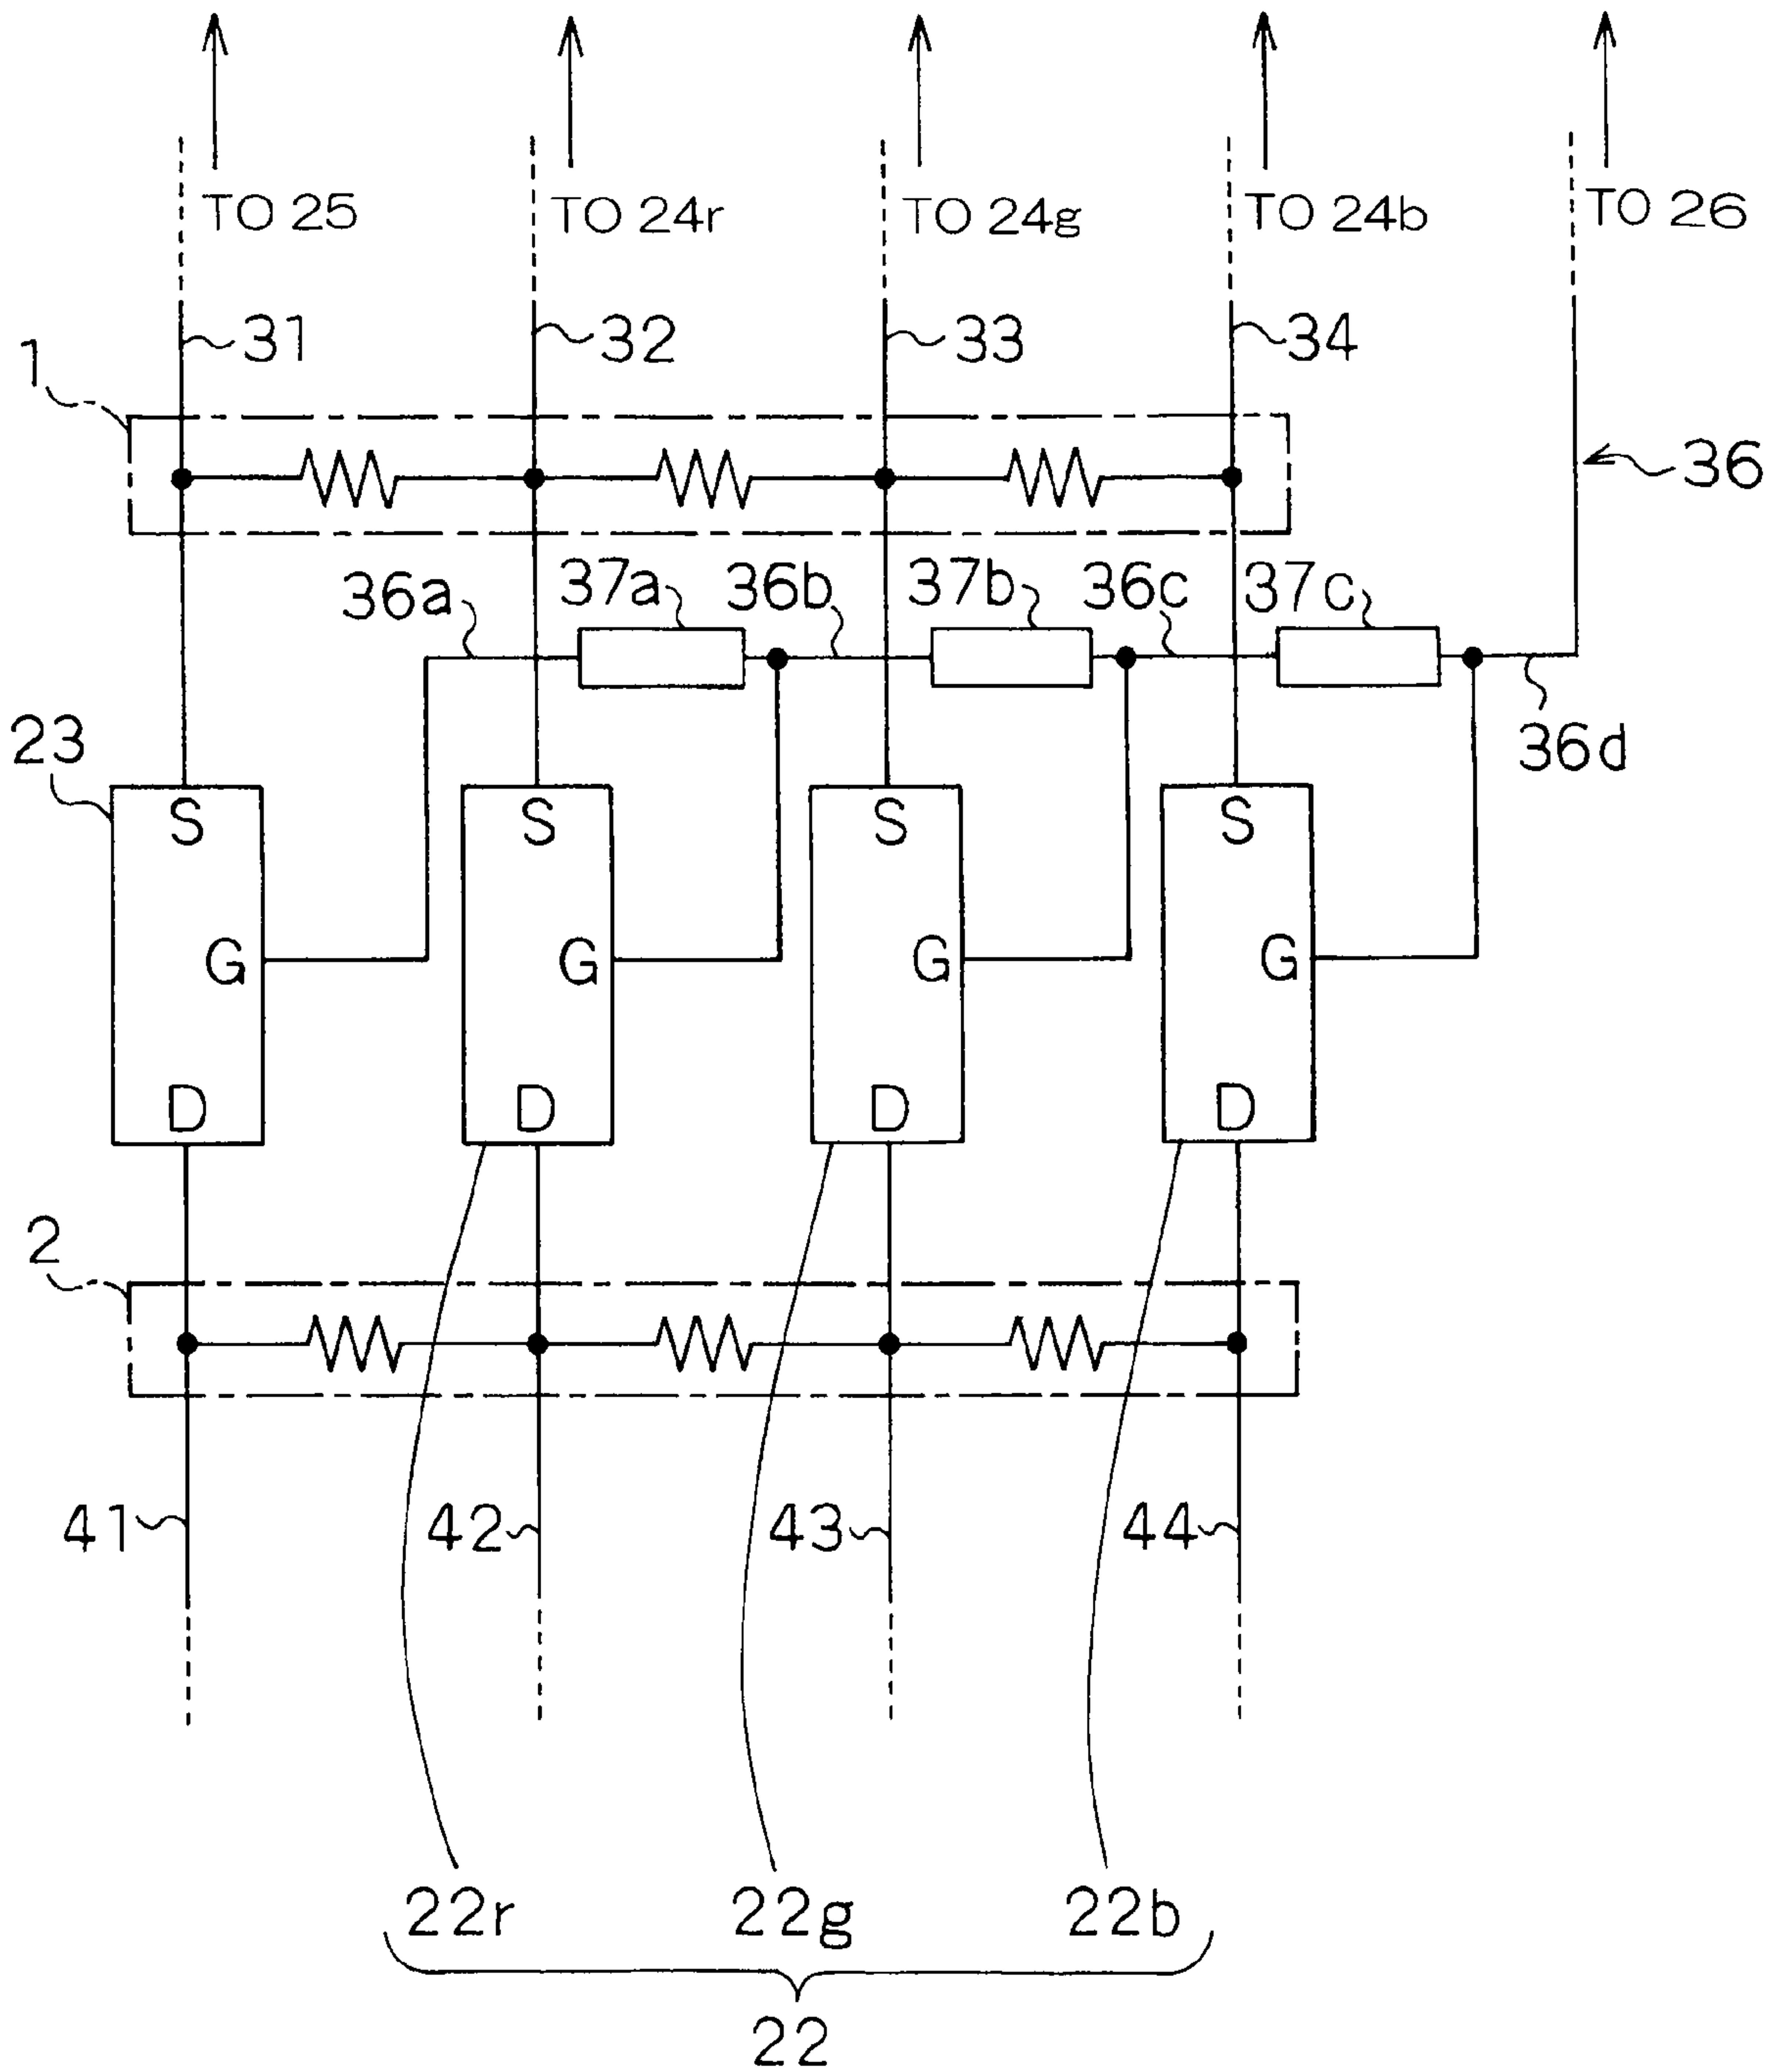 TO 25 TO 24r TO 24g TO 24b TO 26
1 31 32 33 34
36
36a 37a 36b 37b 36c 37c
36d
23
S S S S
G G G G
D D D D
2
41 42 43 44
22r 22g 22b
22